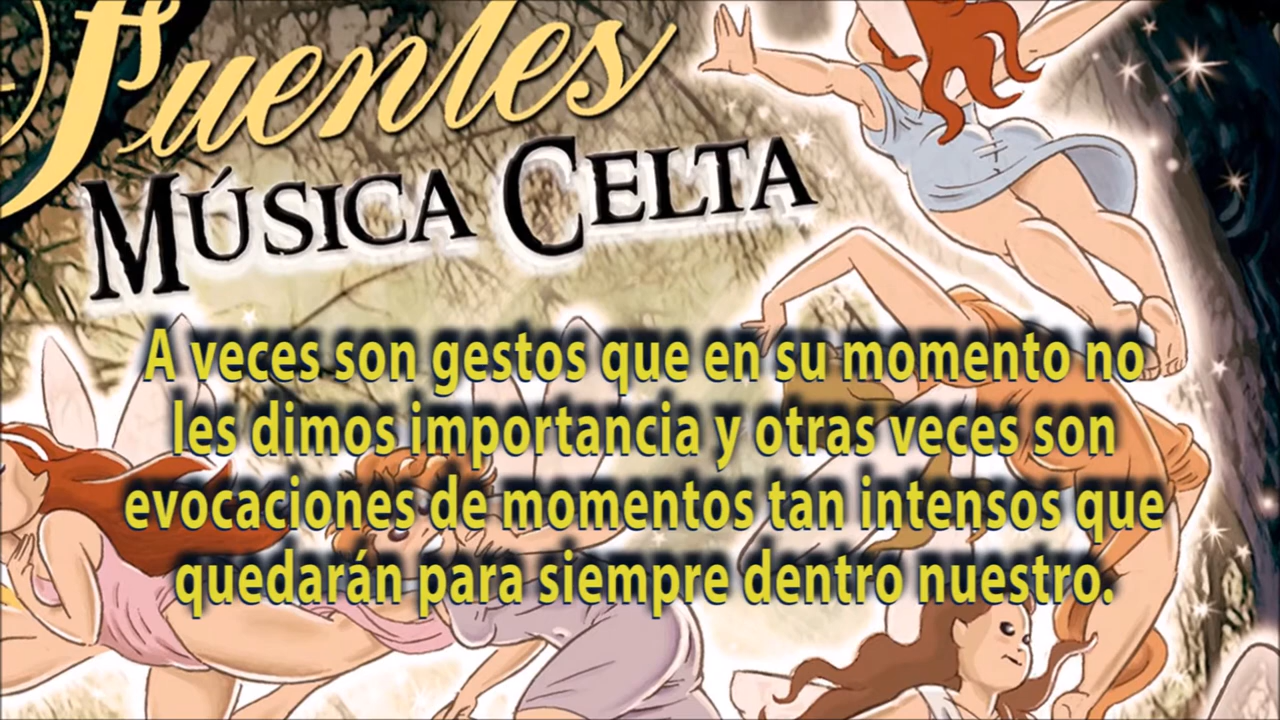 Puentes
MÚSICA CELTA
A veces son gestos que en su momento no
les dimos importancia y otras veces son
evocaciones de momentos tan intensos que
quedarán para siempre dentro nuestro.